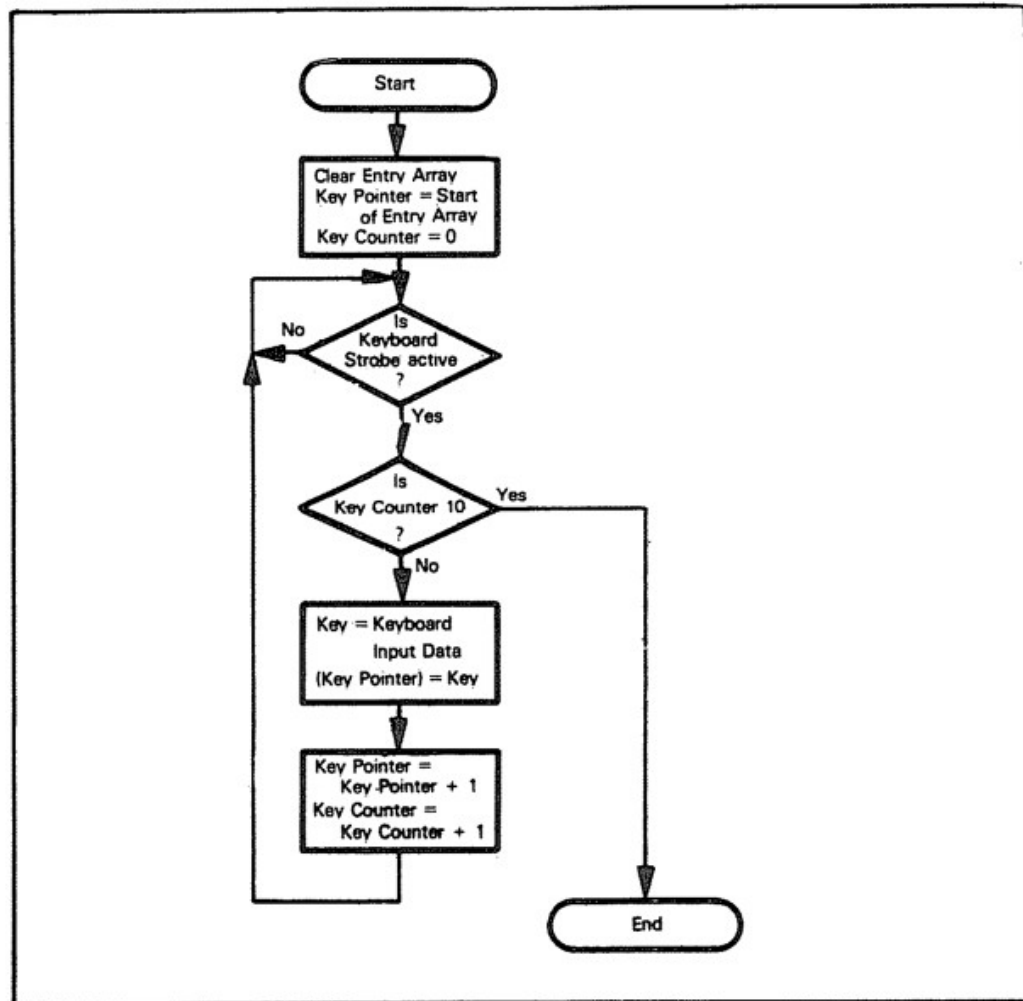 Start
Clear Entry Array
Key Pointer = Start
of Entry Array
Key Counter = 0
Is
Keyboard
Strobe active
?
No
Yes
Is
Key Counter 10
?
Yes
No
Key = Keyboard
Input Data
(Key Pointer) = Key
Key Pointer =
Key Pointer + 1
Key Counter =
Key Counter + 1
End